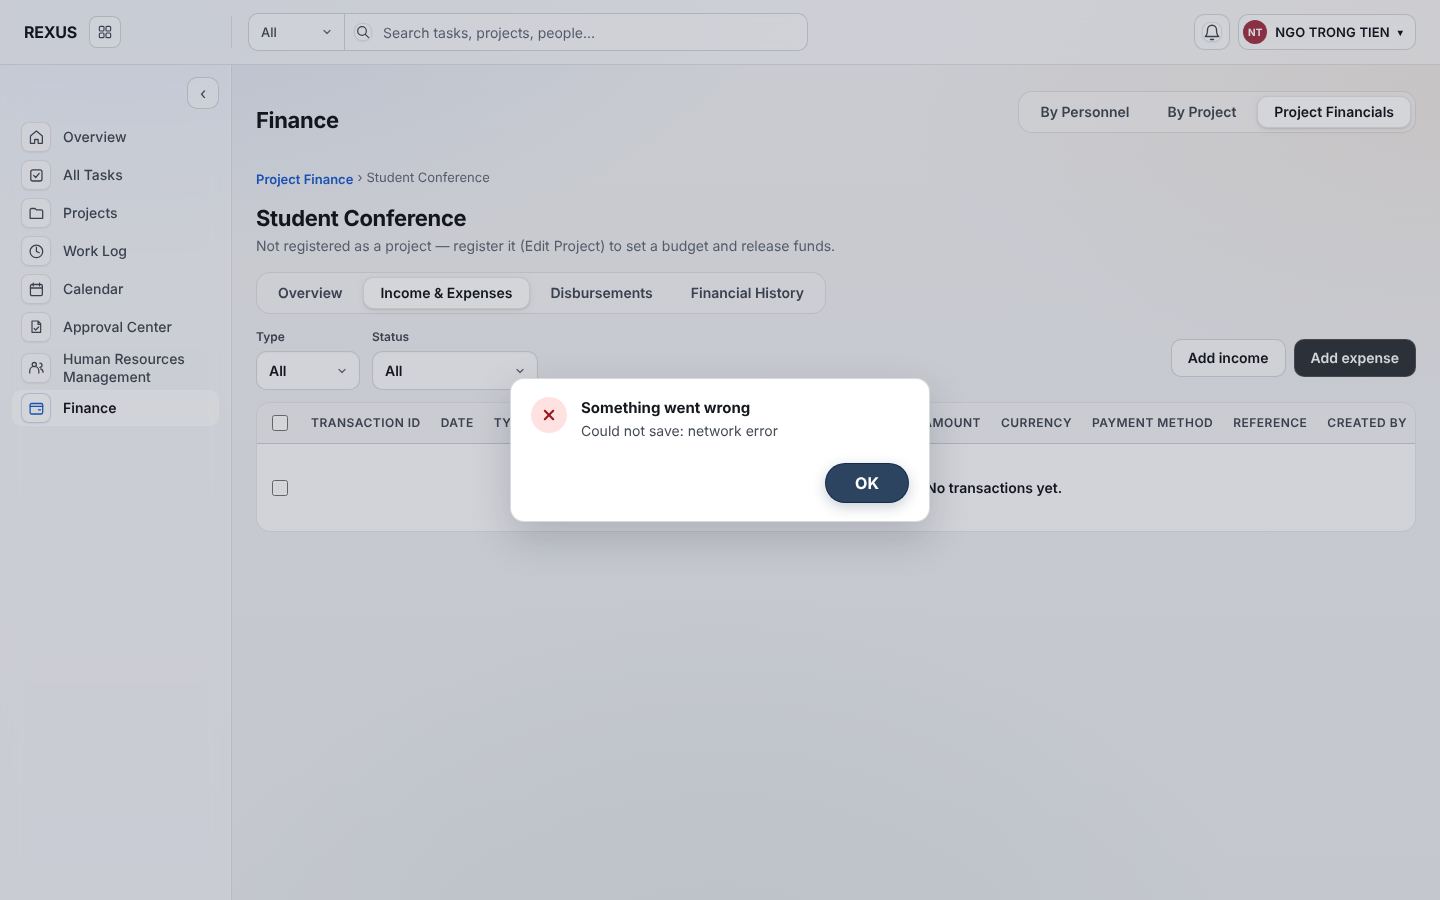 REXUS
All
Search tasks, projects, people...
NT
NGO TRONG TIEN
Overview
All Tasks
Projects
Work Log
Calendar
Approval Center
Human Resources
Management
Finance
Finance
By Personnel
By Project
Project Financials
Project Finance › Student Conference
Student Conference
Not registered as a project — register it (Edit Project) to set a budget and release funds.
Overview
Income & Expenses
Disbursements
Financial History
Type
Status
All
All
Add income
Add expense
TRANSACTION ID
DATE
CURRENCY
PAYMENT METHOD
REFERENCE
CREATED BY
No transactions yet.
Something went wrong
Could not save: network error
OK